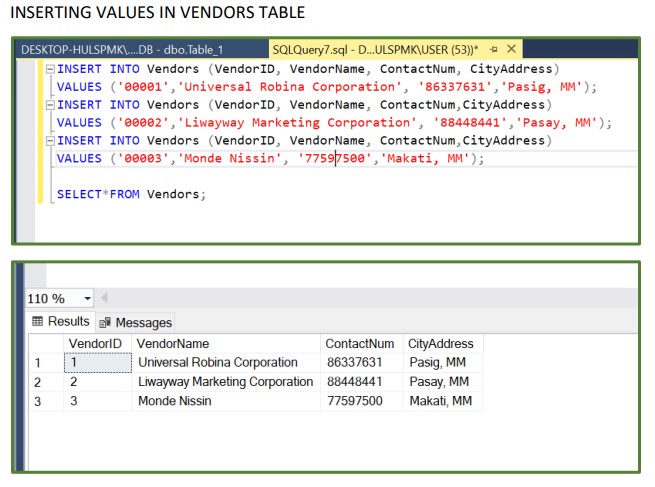 INSERTING VALUES IN VENDORS TABLE
DESKTOP-HULSPMK\....DB - dbo.Table_1 SQLQuery7.sql - D...ULSPMK\USER (53))*
INSERT INTO Vendors (VendorID, VendorName, ContactNum, CityAddress)
VALUES ('00001','Universal Robina Corporation', '86337631','Pasig, MM');
INSERT INTO Vendors (VendorID, VendorName, ContactNum,CityAddress)
VALUES ('00002','Liwayway Marketing Corporation', '88448441','Pasay, MM');
INSERT INTO Vendors (VendorID, VendorName, ContactNum,CityAddress)
VALUES ('00003','Monde Nissin', '77597500','Makati, MM');
SELECT*FROM Vendors;
110 %
Results Messages
VendorID VendorName ContactNum CityAddress
1 1 Universal Robina Corporation 86337631 Pasig, MM
2 2 Liwayway Marketing Corporation 88448441 Pasay, MM
3 3 Monde Nissin 77597500 Makati, MM